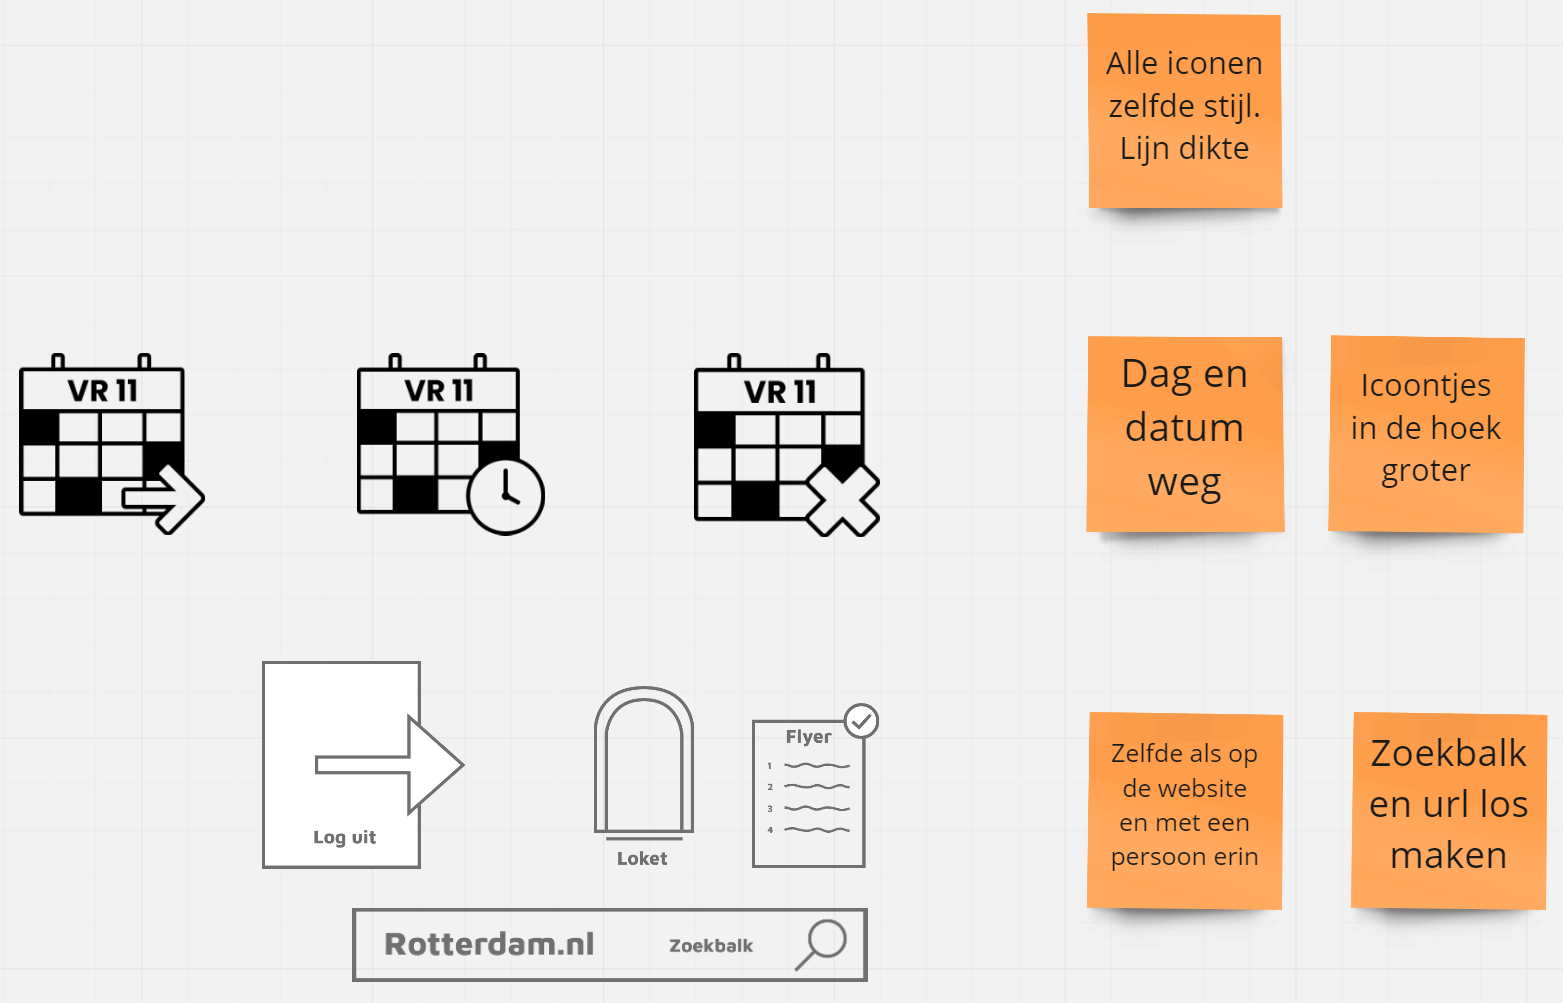 Alle iconen
zelfde stijl.
Lijn dikte
VR 11
VR 11
VR 11
Dag en
datum
weg
Icoontjes
in de hoek
groter
Log uit
Loket
Flyer
1
2
3
4
Zelfde als op
de website
en met een
persoon erin
Zoekbalk
en url los
maken
Rotterdam.nl
Zoekbalk